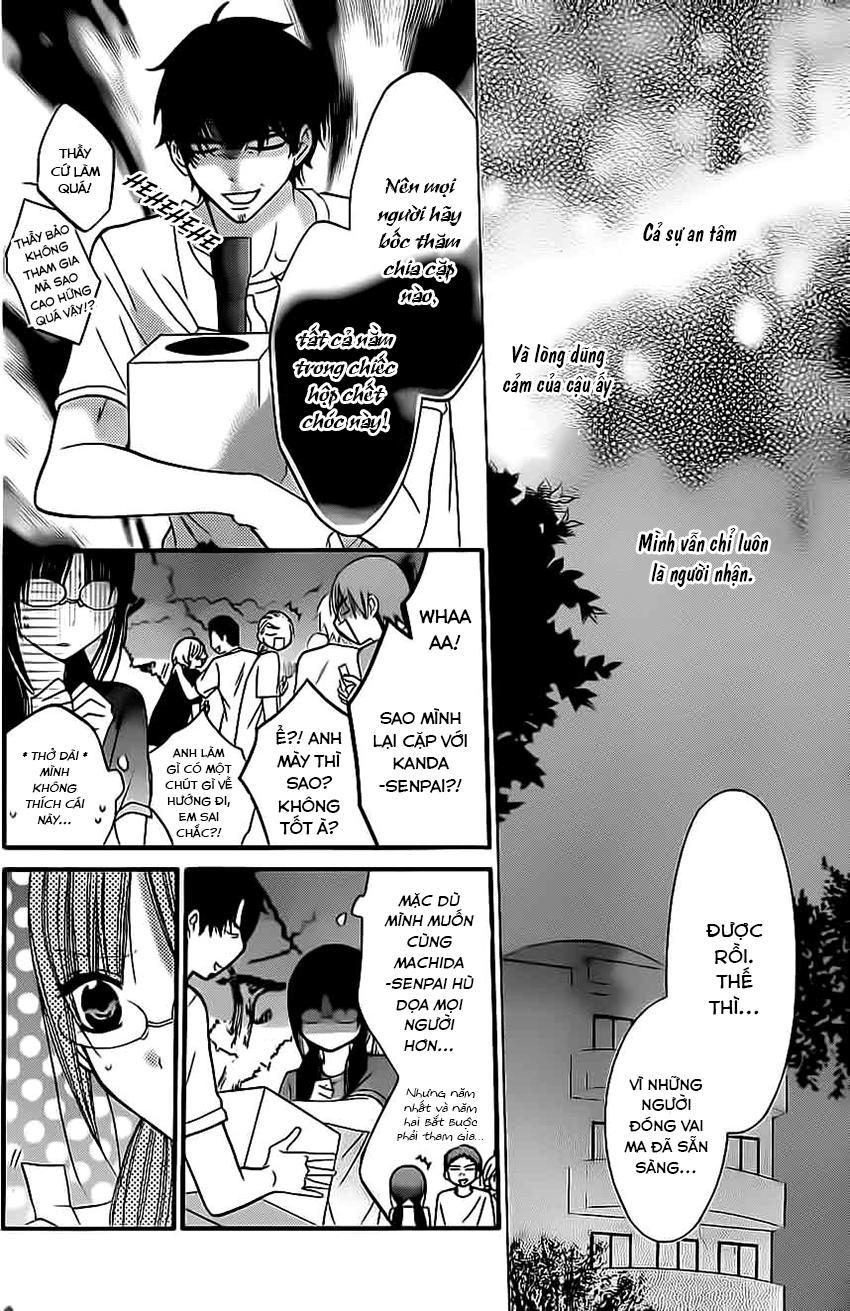 Cả sự an tâm
Và lòng dũng
cảm của cậu ấy
Mình vẫn chỉ luôn
là người nhận.
ĐƯỢC
RỒI.
THẾ
THÌ...
VÌ NHỮNG
NGƯỜI
ĐÓNG VAI
MA ĐÃ SẴN
SÀNG...
Nên mọi
người hãy
bốc thăm
chia cặp
nào,
tất cả nằm
trong chiếc
hộp chết
chóc này!
HEHEHEHE
THẦY
CỨ LÀM
QUÁ!
THẦY BẢO
KHÔNG
THAM GIA
MÀ SAO
CAO HỨNG
QUÁ VẬY!?
WHAA
AA!
SAO MÌNH
LẠI CẶP VỚI
KANDA
-SENPAI?!
Ể?! ANH
MÀY THÌ
SAO?
KHÔNG
TỐT À?
ANH LÀM
GÌ CÓ MỘT
CHÚT GÌ VỀ
HƯỚNG ĐI,
EM SAI
CHẮC?!
* THỞ DÀI *
MÌNH
KHÔNG
THÍCH CÁI
NÀY...
MẶC DÙ
MÌNH MUỐN
CÙNG
MACHIDA
-SENPAI HÙ
DỌA MỌI
NGƯỜI
HƠN...
Nhưng năm
nhất và năm
hai Bắt Buộc
phải tham Gia...